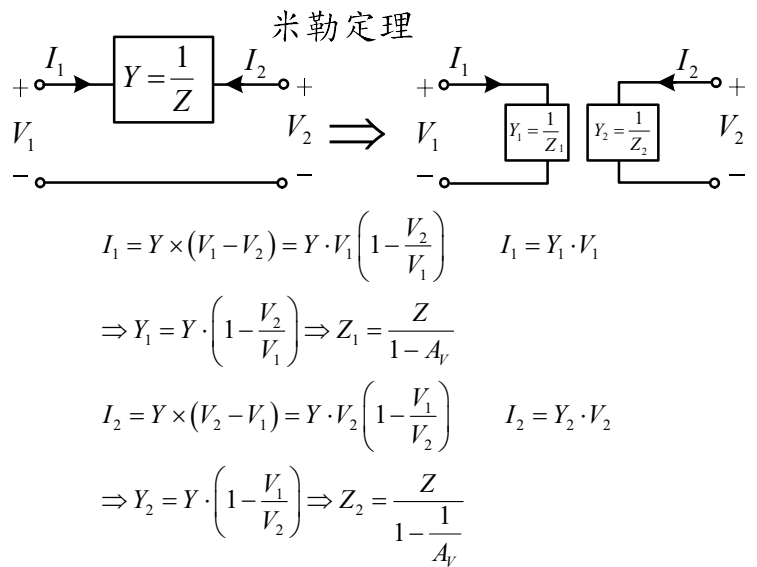 米勒定理
I₁ Y = 1/Z I₂ I₁ I₂
+ + + +
V₁ V₂ ⇒ V₁ Y₁ = 1/Z₁ Y₂ = 1/Z₂ V₂
− − − −
I₁ = Y × (V₁ − V₂) = Y · V₁ (1 − V₂/V₁) I₁ = Y₁ · V₁
⇒ Y₁ = Y · (1 − V₂/V₁) ⇒ Z₁ = Z/(1 − A_V)
I₂ = Y × (V₂ − V₁) = Y · V₂ (1 − V₁/V₂) I₂ = Y₂ · V₂
⇒ Y₂ = Y · (1 − V₁/V₂) ⇒ Z₂ = Z/(1 − 1/A_V)